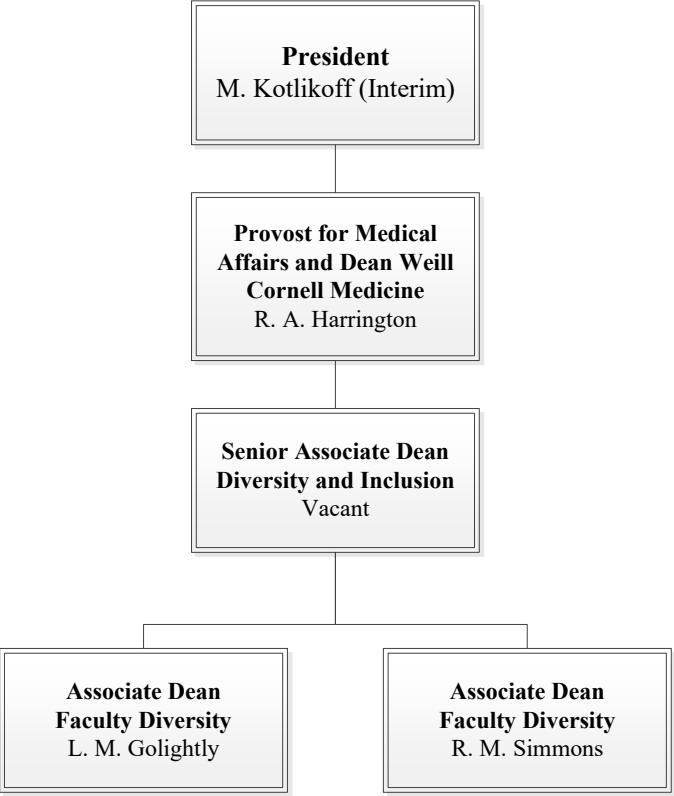 President
M. Kotlikoff (Interim)
Provost for Medical
Affairs and Dean Weill
Cornell Medicine
R. A. Harrington
Senior Associate Dean
Diversity and Inclusion
Vacant
Associate Dean
Faculty Diversity
L. M. Golightly
Associate Dean
Faculty Diversity
R. M. Simmons